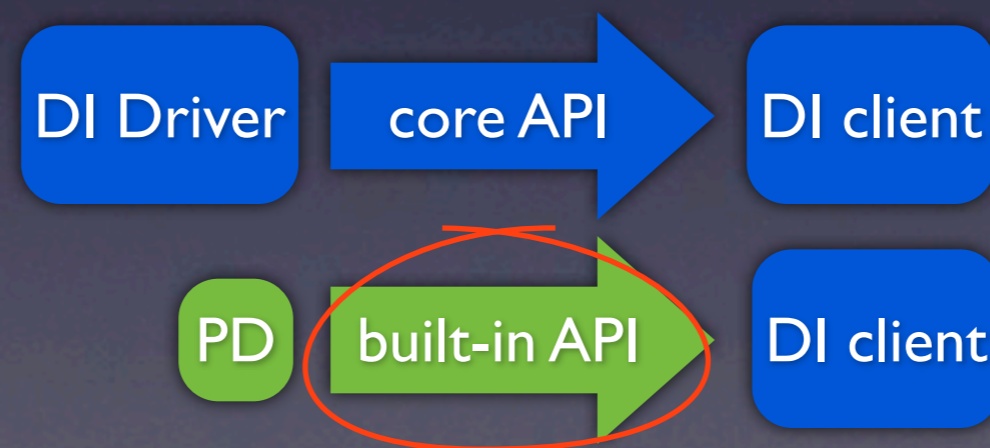 DI Driver core API DI client
PD built-in API DI client